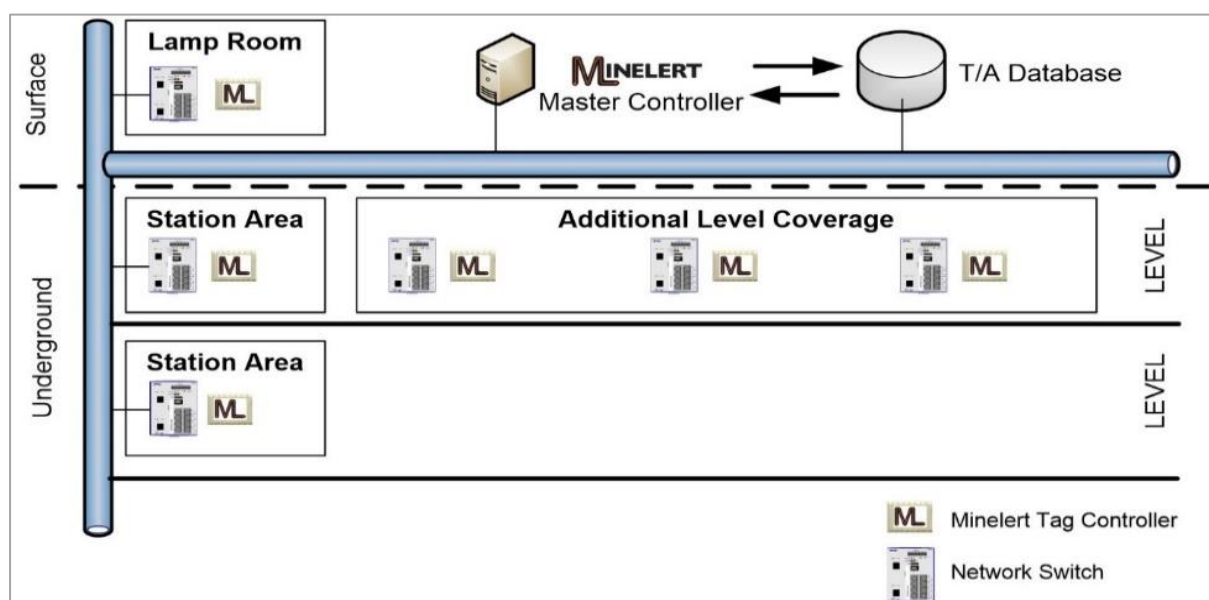 Surface
Lamp Room
ML
MINELERT
Master Controller
T/A Database
Underground
Station Area
ML
Additional Level Coverage
ML
ML
ML
LEVEL
Station Area
ML
LEVEL
ML Minelert Tag Controller
Network Switch